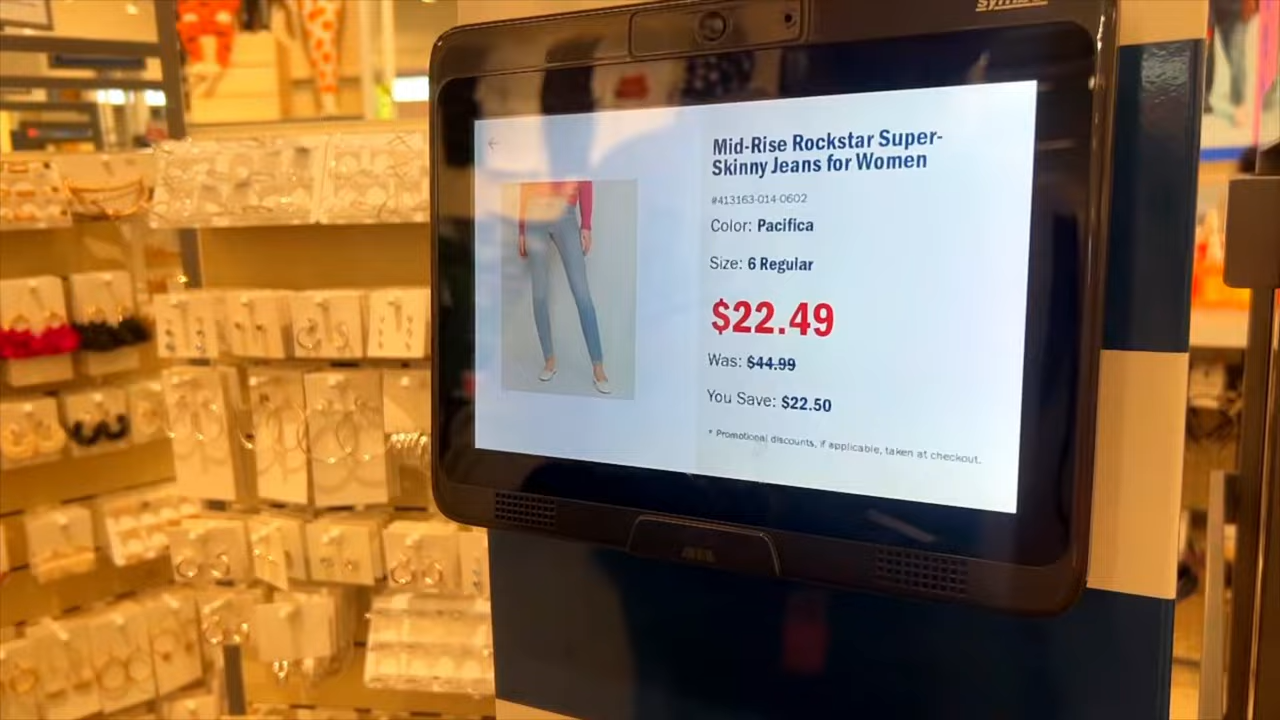 Mid-Rise Rockstar Super-
Skinny Jeans for Women
#413163-014-0602
Color: Pacifica
Size: 6 Regular
$22.49
Was: $44.99
You Save: $22.50
* Promotional discounts, if applicable, taken at checkout.